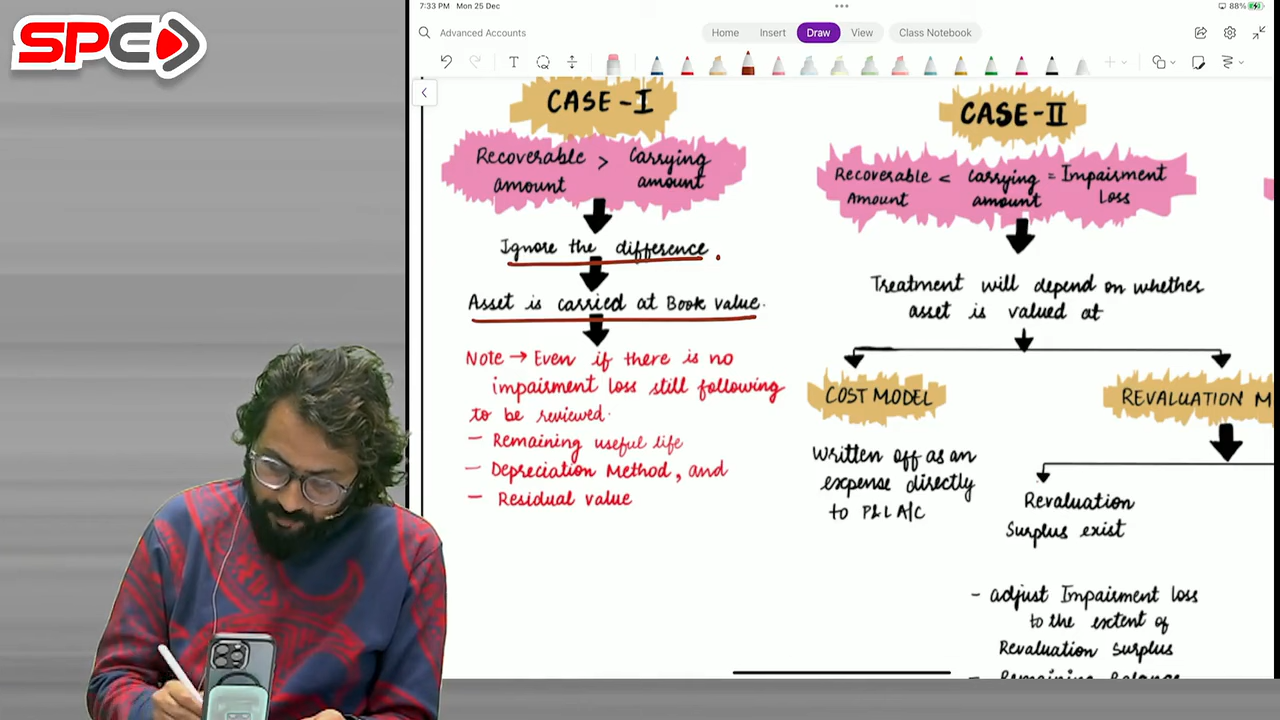 SPC
7:33 PM Mon 25 Dec
88%
Advanced Accounts
Home Insert Draw View Class Notebook
CASE-I
Recoverable > Carrying
amount amount
Ignore the difference.
Asset is carried at Book value.
Note → Even if there is no
impairment loss still following
to be reviewed.
- Remaining useful life
- Depreciation Method, and
- Residual value
CASE-II
Recoverable < Carrying = Impairment
Amount amount Loss
Treatment will depend on whether
asset is valued at
COST MODEL
Written off as an
expense directly
to P&L A/C
REVALUATION M
Revaluation
Surplus exist
- adjust Impairment loss
to the extent of
Revaluation Surplus
- Remaining Balance